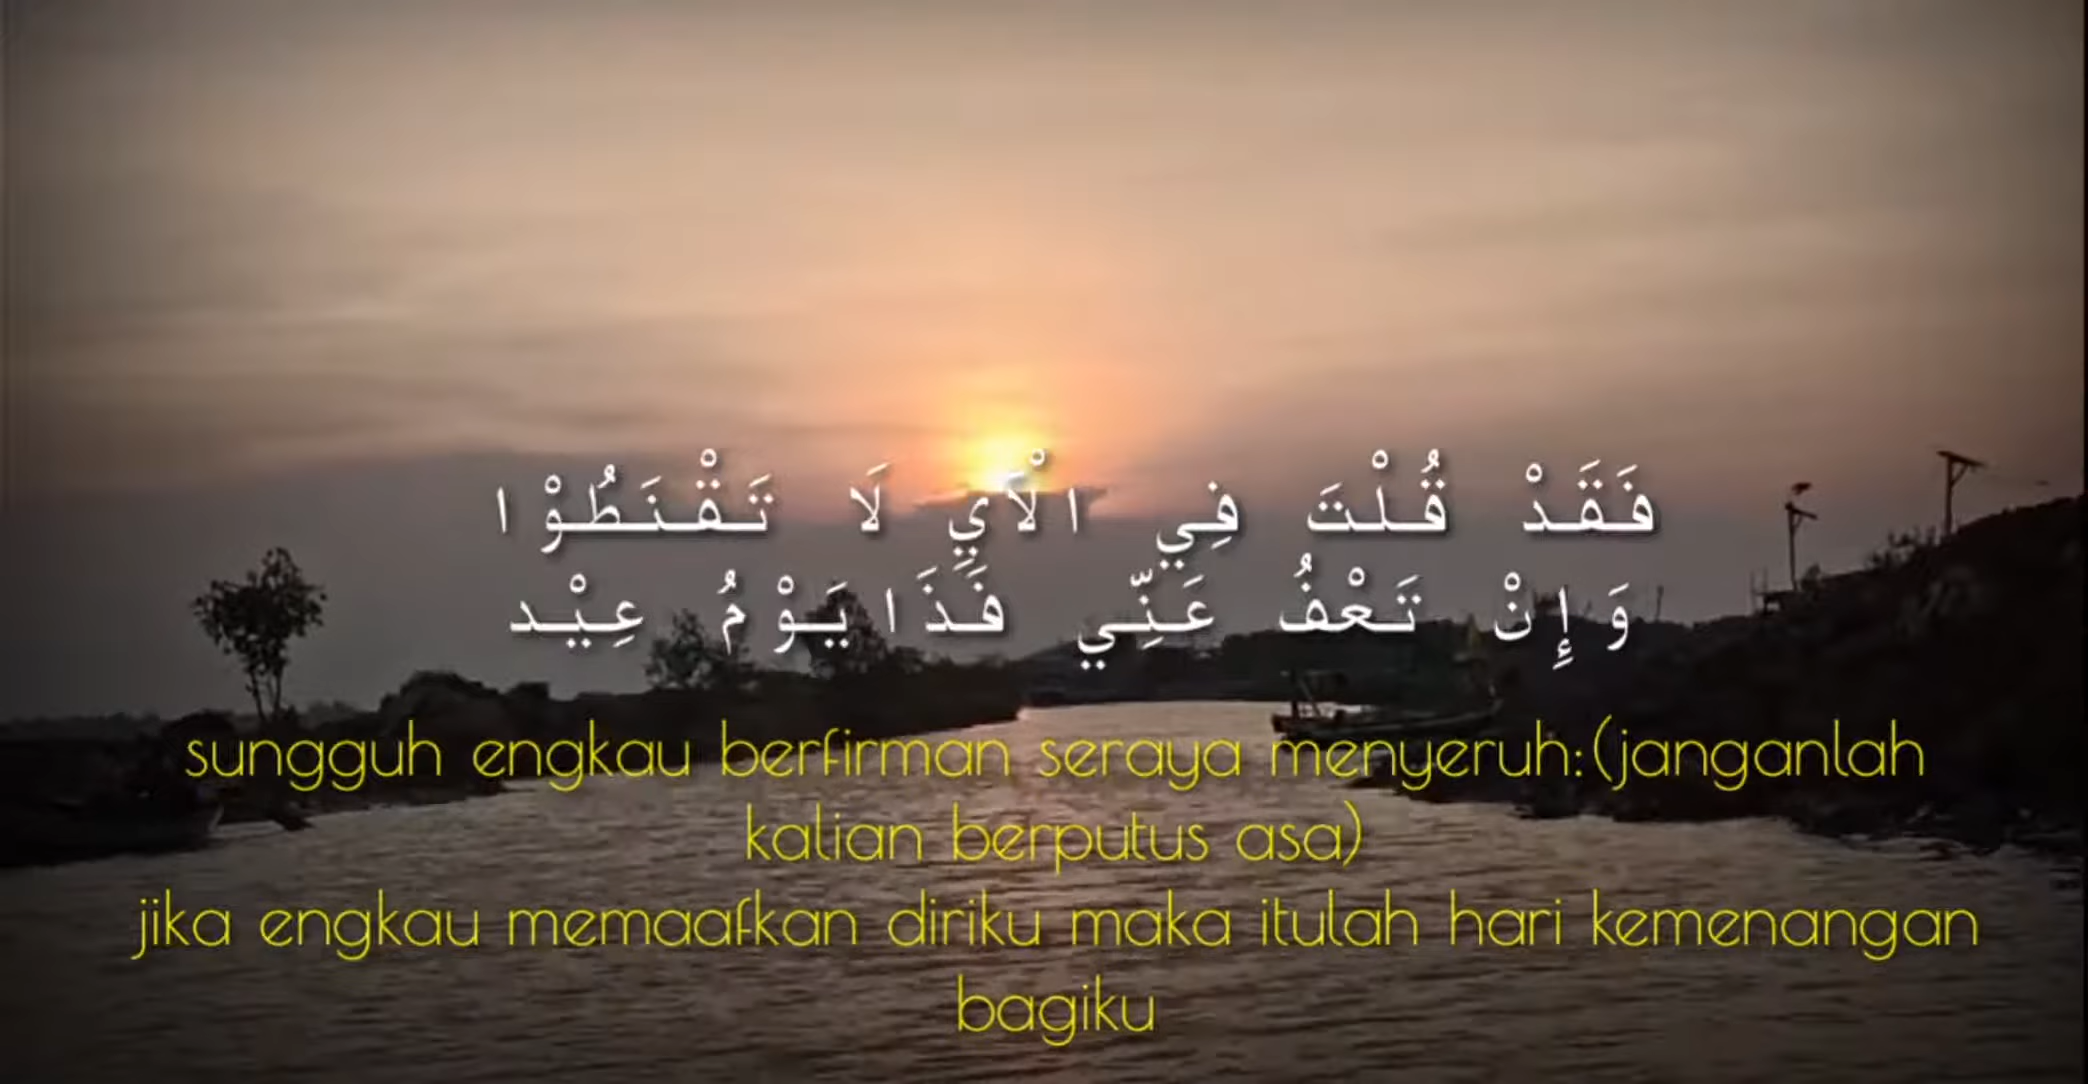 فَقَدْ قُلْتَ فِي الْآيِ لَا تَقْنَطُوْا
وَإِنْ تَعْفُ عَنِّي فَذَا يَوْمُ عِيْد
sungguh engkau berfirman seraya menyeruh:(janganlah
kalian berputus asa)
jika engkau memaafkan diriku maka itulah hari kemenangan
bagiku